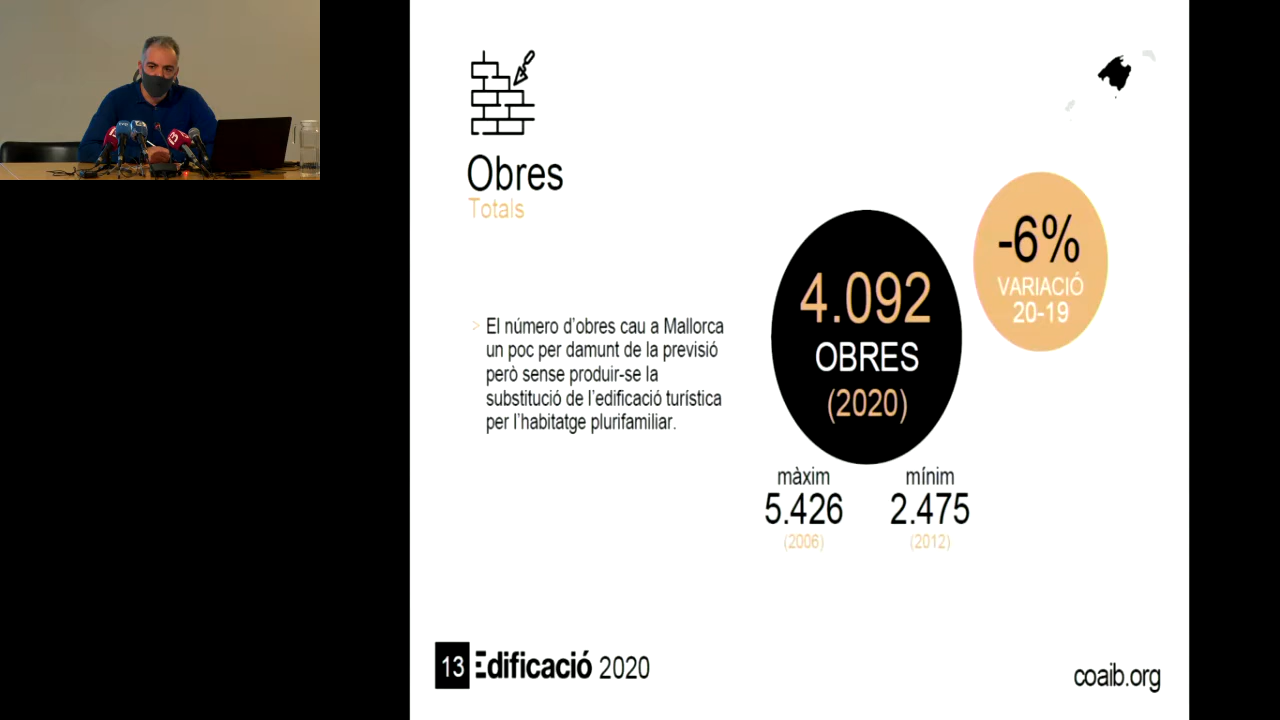 Obres
Totals
-6%
VARIACIÓ
20-19
4.092
OBRES
(2020)
> El número d'obres cau a Mallorca
un poc per damunt de la previsió
però sense produir-se la
substitució de l'edificació turística
per l'habitatge plurifamiliar.
màxim
5.426
(2006)
mínim
2.475
(2012)
13 Edificació 2020
coaib.org